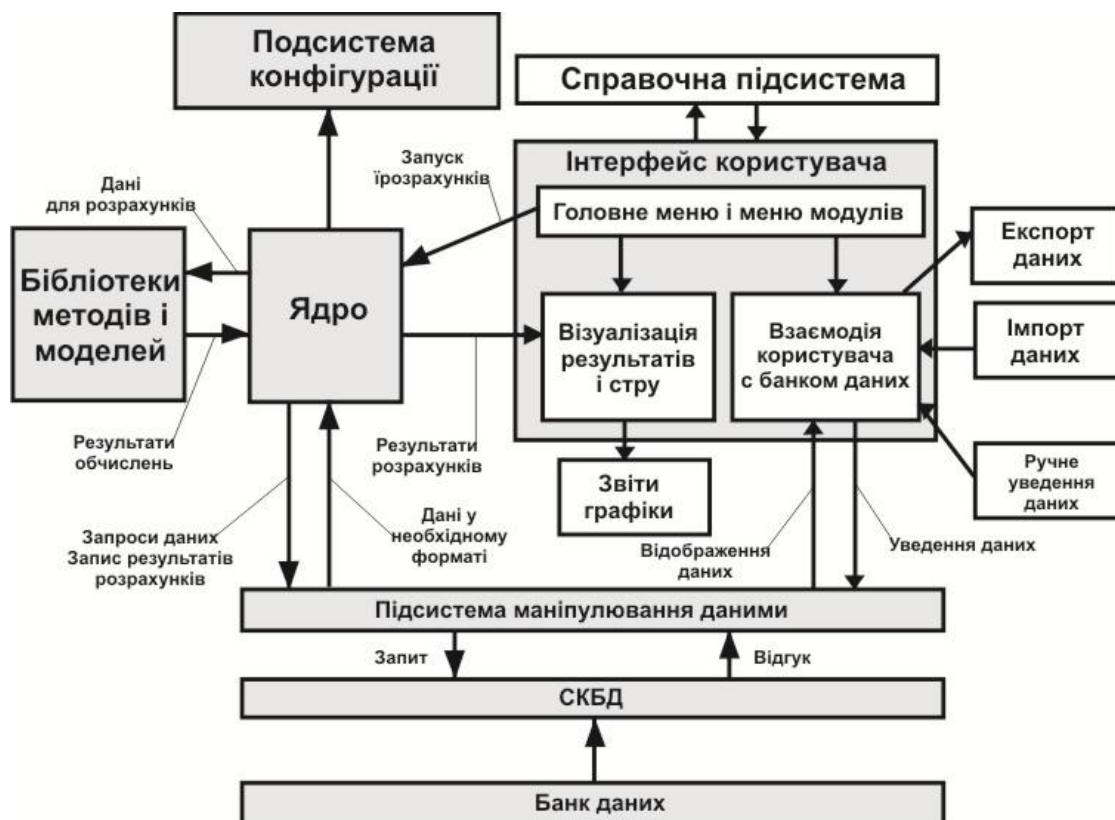 Подсистема
конфігурації
Справочна підсистема
Запуск
їрозрахунків
Інтерфейс користувача
Дані
для розрахунків
Головне меню і меню модулів
Експорт
даних
Бібліотеки
методів і
моделей
Ядро
Візуалізація
результатів
і стру
Взаємодія
користувача
с банком даних
Імпорт
даних
Результати
обчислень
Результати
розрахунків
Звіти
графіки
Ручне
уведення
даних
Запроси даних
Запис результатів
розрахунків
Дані у
необхідному
форматі
Відображення
даних
Уведення даних
Підсистема маніпулювання даними
Запит
Відгук
СКБД
Банк даних